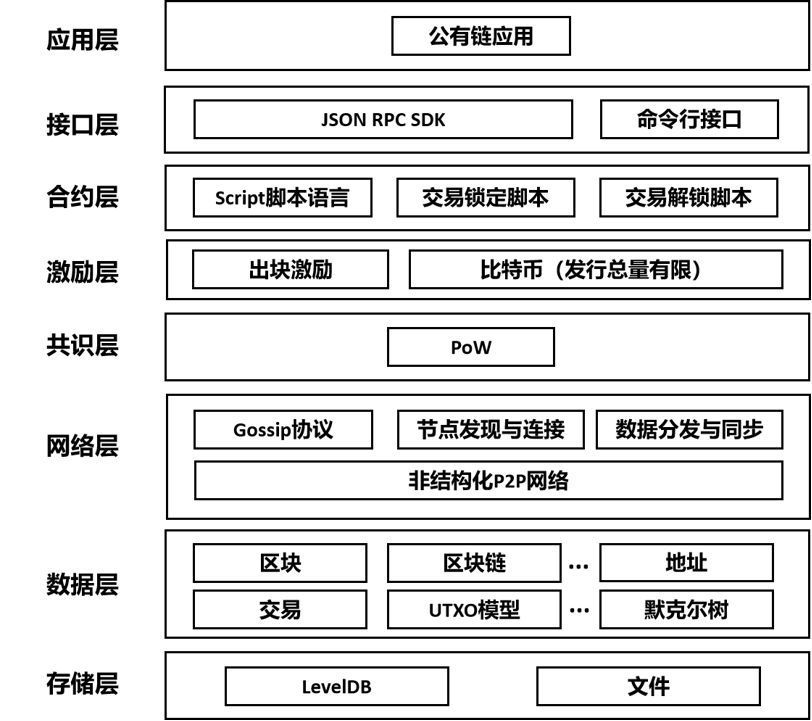 应用层
公有链应用
接口层
JSON RPC SDK
命令行接口
合约层
Script脚本语言
交易锁定脚本
交易解锁脚本
激励层
出块激励
比特币（发行总量有限）
共识层
PoW
网络层
Gossip协议
节点发现与连接
数据分发与同步
非结构化P2P网络
数据层
区块
区块链
...
地址
交易
UTXO模型
...
默克尔树
存储层
LevelDB
文件